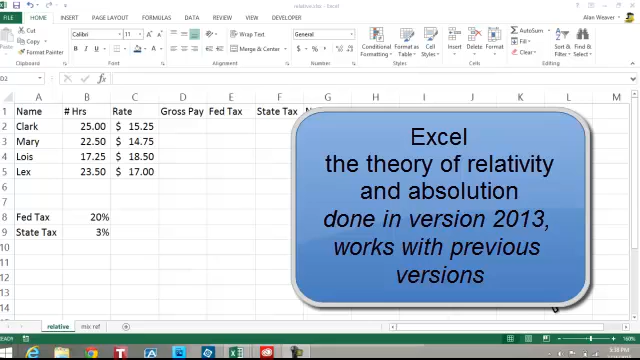 relative.xlsx - Excel
FILE HOME INSERT PAGE LAYOUT FORMULAS DATA REVIEW VIEW DEVELOPER Alan Weaver
Cut
Copy
Format Painter
Calibri 11
Wrap Text
Merge & Center
General
Conditional Formatting
Format as Table
Cell Styles
Insert Delete Format
AutoSum
Fill
Clear
Sort & Filter
Find & Select
Clipboard Font Alignment Number Styles Cells Editing
D2
A B C D E F G H I J K L M
1 Name # Hrs Rate Gross Pay Fed Tax State Tax
2 Clark 25.00 $ 15.25
3 Mary 22.50 $ 14.75
4 Lois 17.25 $ 18.50
5 Lex 23.50 $ 17.00
6
7
8 Fed Tax 20%
9 State Tax 3%
10
11
12
13
14
Excel
the theory of relativity
and absolution
done in version 2013,
works with previous
versions
relative mix ref
READY 160%